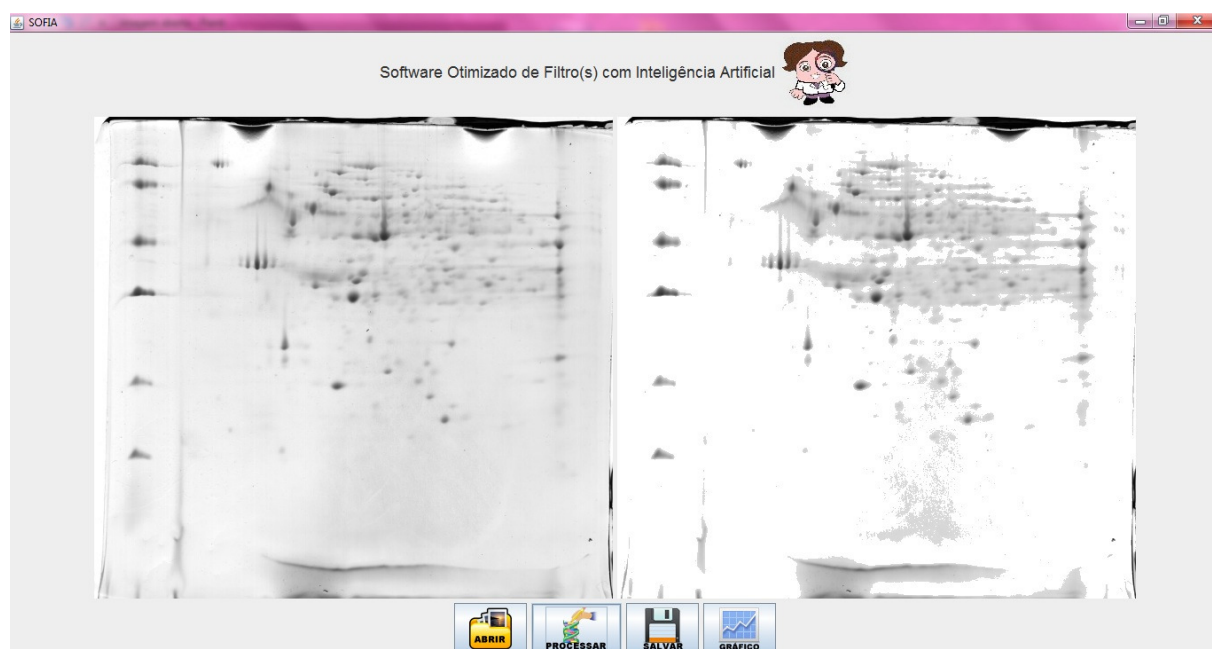 SOFIA
Software Otimizado de Filtro(s) com Inteligência Artificial
ABRIR
PROCESSAR
SALVAR
GRÁFICO